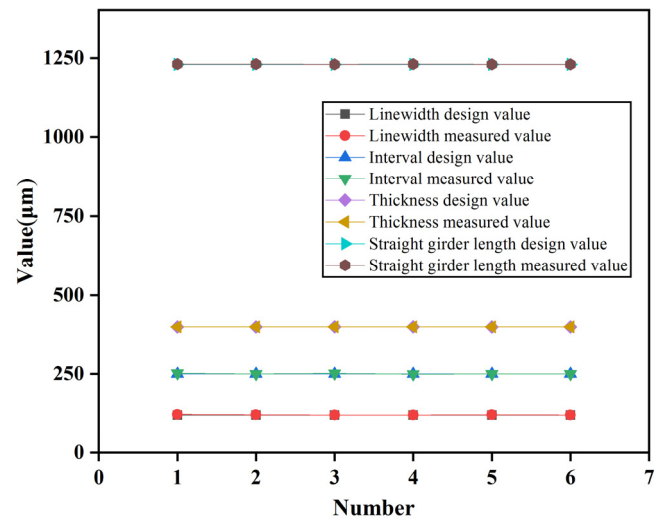 1250
1000
750
500
250
0
Value(μm)
Linewidth design value
Linewidth measured value
Interval design value
Interval measured value
Thickness design value
Thickness measured value
Straight girder length design value
Straight girder length measured value
0 1 2 3 4 5 6 7
Number